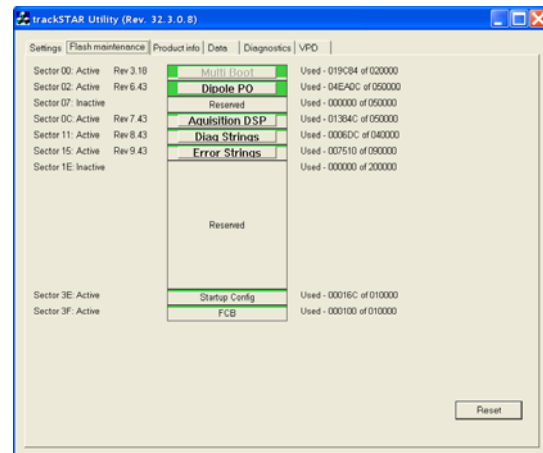 trackSTAR Utility (Rev. 32.3.0.8)
Settings Flash maintenance Product info Data Diagnostics VPD
Sector 00: Active Rev 3.18 Multi Boot Used - 019C84 of 020000
Sector 02: Active Rev 6.43 Dipole PO Used - 04EADC of 050000
Sector 07: Inactive Reserved Used - 000000 of 050000
Sector 0C: Active Rev 7.43 Aquisition DSP Used - 01384C of 050000
Sector 11: Active Rev 8.43 Diag Strings Used - 0006DC of 040000
Sector 15: Active Rev 9.43 Error Strings Used - 007510 of 090000
Sector 1E: Inactive Used - 000000 of 200000
Reserved
Sector 3E: Active Startup Config Used - 00016C of 010000
Sector 3F: Active FCB Used - 000100 of 010000
Reset